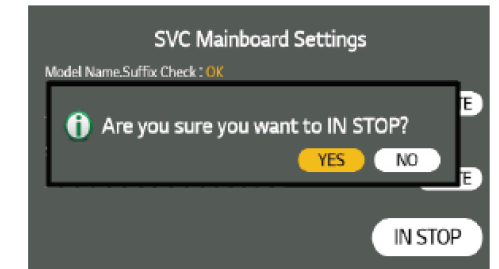 SVC Mainboard Settings
Model Name.Suffix Check : OK
Are you sure you want to IN STOP?
YES NO
IN STOP